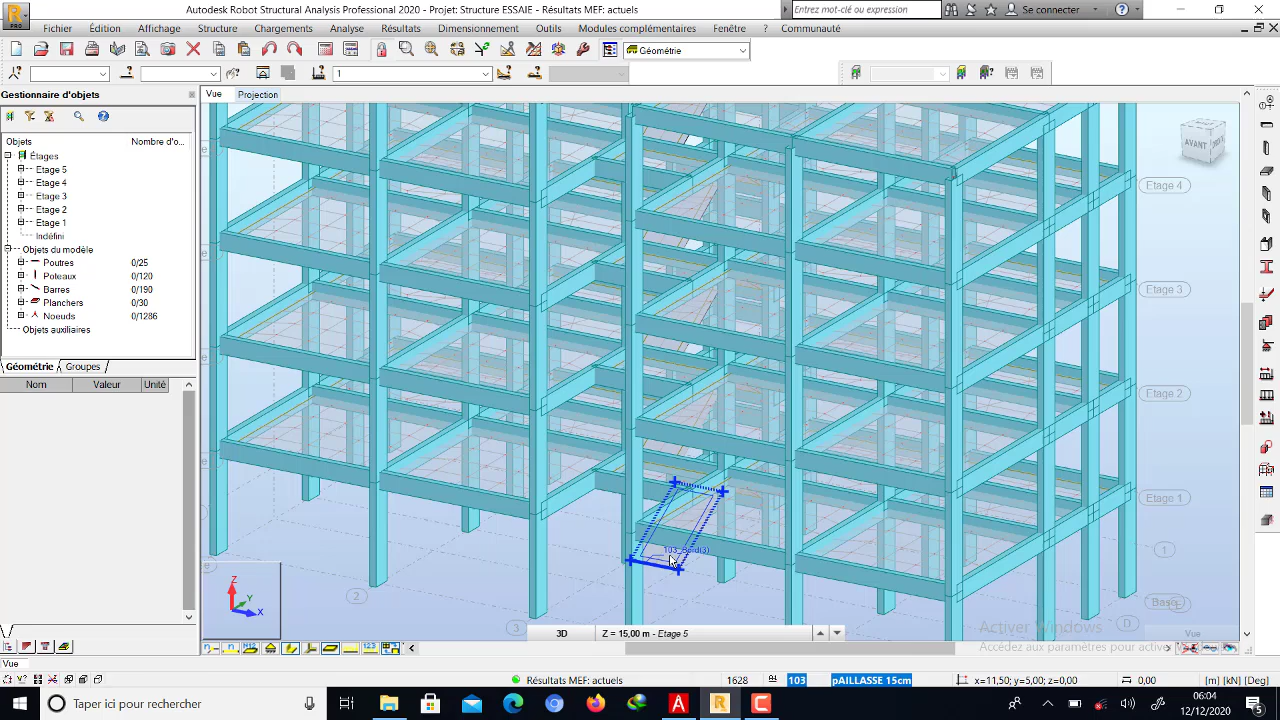 Autodesk Robot Structural Analysis Professional 2020 - Projet: Structure ESSAIE - Résultats MEF: actuels
Entrez mot-clé ou expression
Se connecter
PRO
Fichier Édition Affichage Structure Chargements Analyse Résultats Dimensionnement Outils Modules complémentaires Fenêtre ? Communauté
Géométrie
1
Gestionnaire d'objets
Vue Projection
Objets Nombre d'o...
Étages
Etage 5
Etage 4
Etage 3
Etage 2
Etage 1
Indéfini
Objets du modèle
Poutres 0/25
Poteaux 0/120
Barres 0/190
Planchers 0/30
Noeuds 0/1286
Objets auxiliaires
Géométrie Groupes
Nom Valeur Unité
AVANT
Etage 4
Etage 3
Etage 2
Etage 1
1
2
3
D
Z
Y
X
3D Z = 15,00 m - Etage 5
Activer Windows
Accédez aux paramètres pour activer
Vue
Vue
Résultats MEF: actuels 1628 103 pAILLASSE 15cm x=11,50; y=5,00; z=0,00 0,00 [m] [kN] [Deg]
Taper ici pour rechercher
06:04
12/12/2020